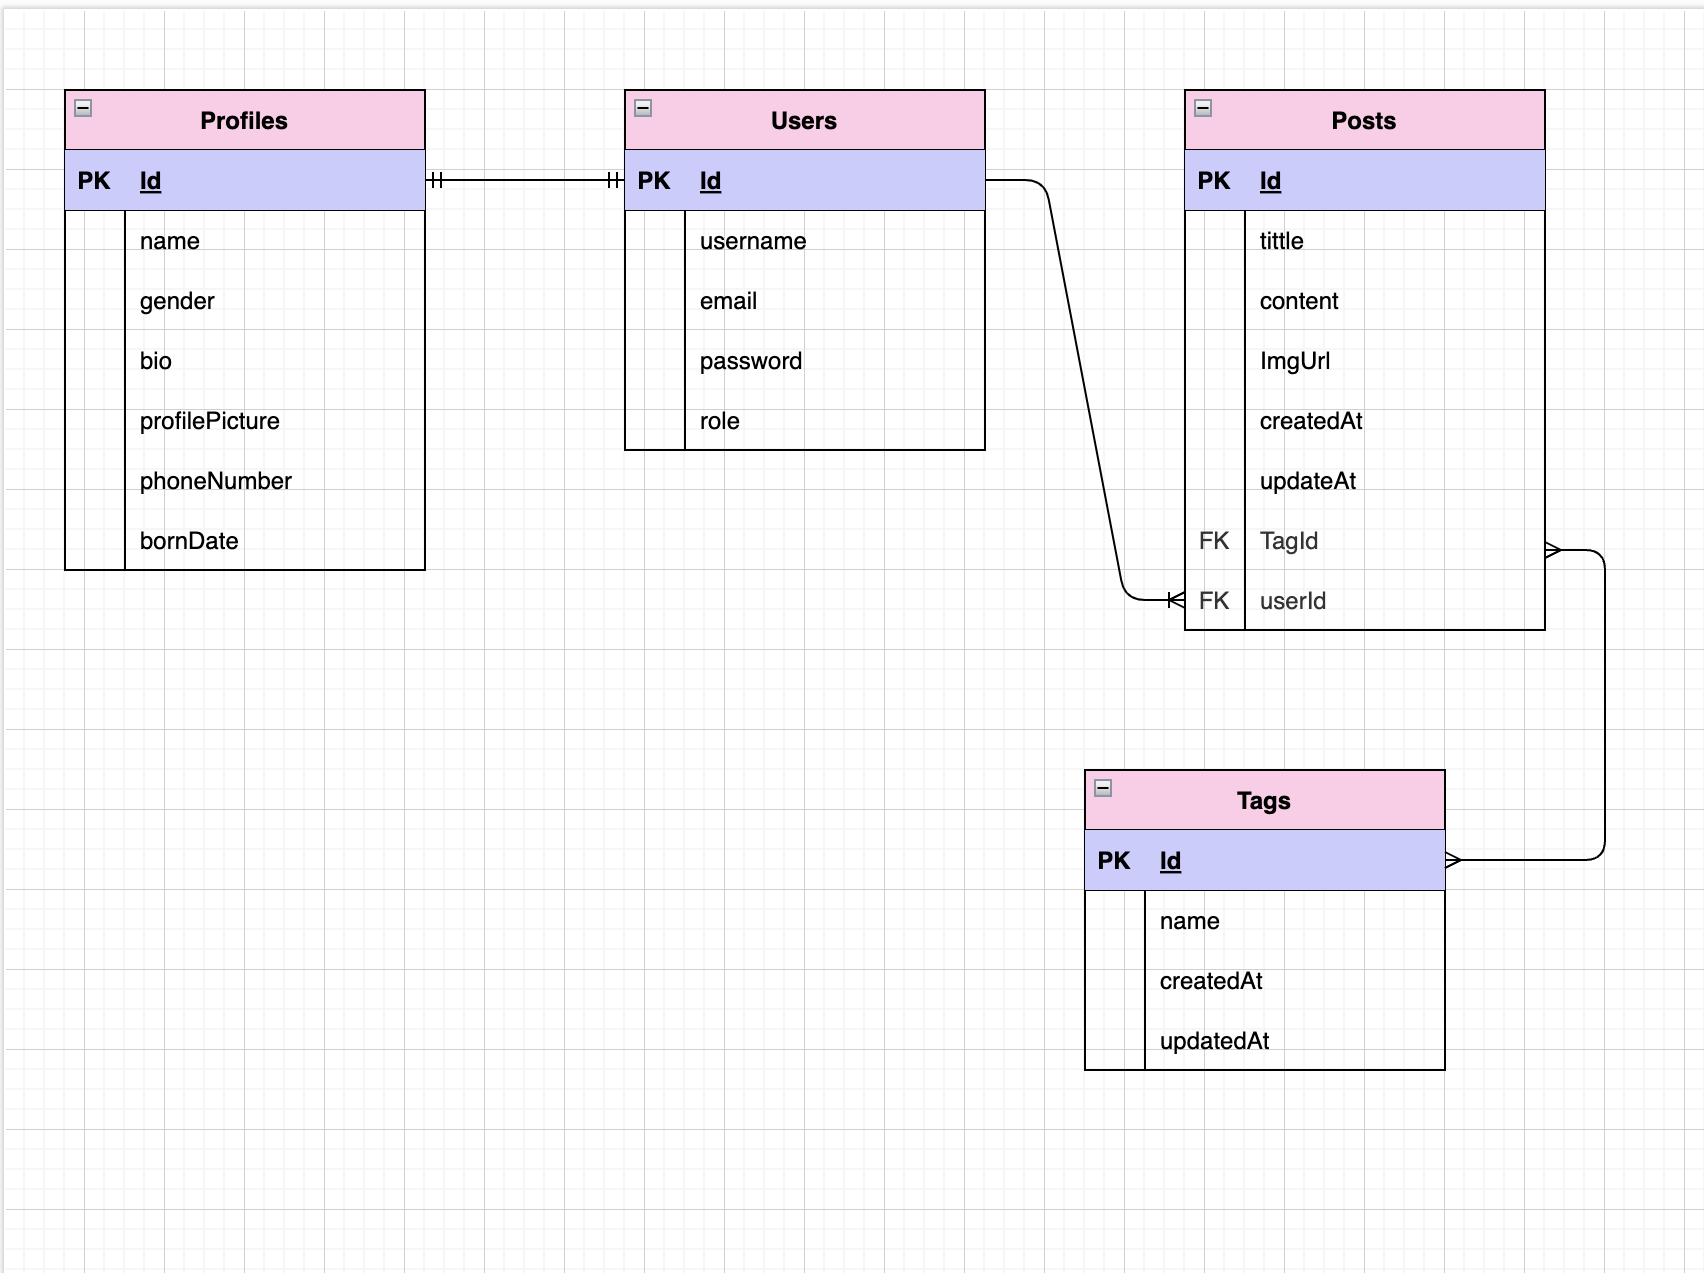 Profiles
PK Id
name
gender
bio
profilePicture
phoneNumber
bornDate
Users
PK Id
username
email
password
role
Posts
PK Id
tittle
content
ImgUrl
createdAt
updateAt
FK TagId
FK userId
Tags
PK Id
name
createdAt
updatedAt